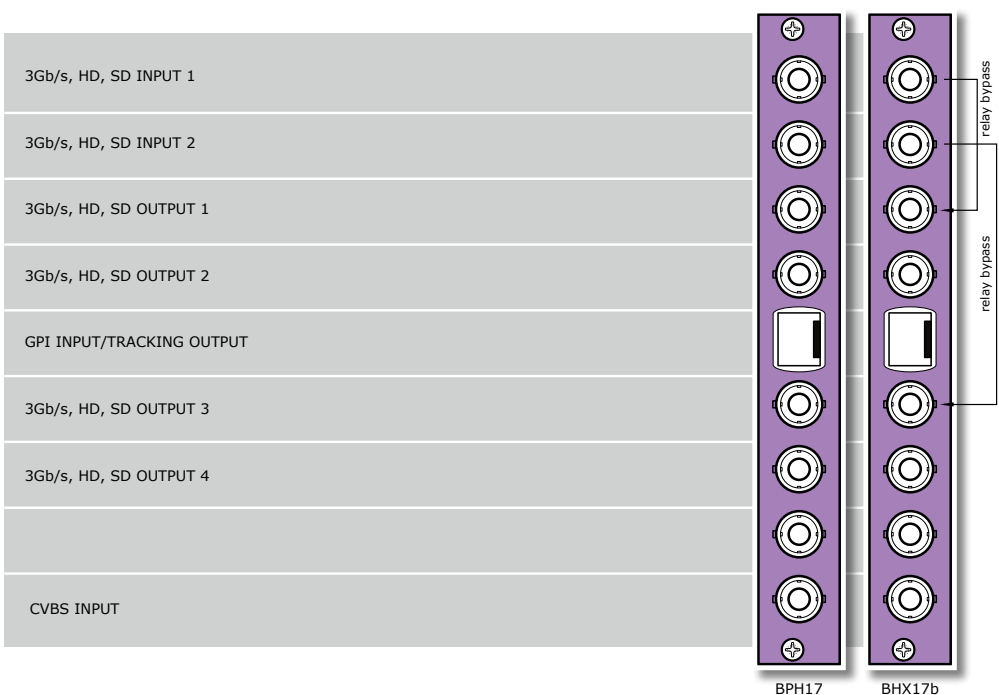 3Gb/s, HD, SD INPUT 1
3Gb/s, HD, SD INPUT 2
3Gb/s, HD, SD OUTPUT 1
3Gb/s, HD, SD OUTPUT 2
GPI INPUT/TRACKING OUTPUT
3Gb/s, HD, SD OUTPUT 3
3Gb/s, HD, SD OUTPUT 4
CVBS INPUT
relay bypass
relay bypass
BPH17
BHX17b